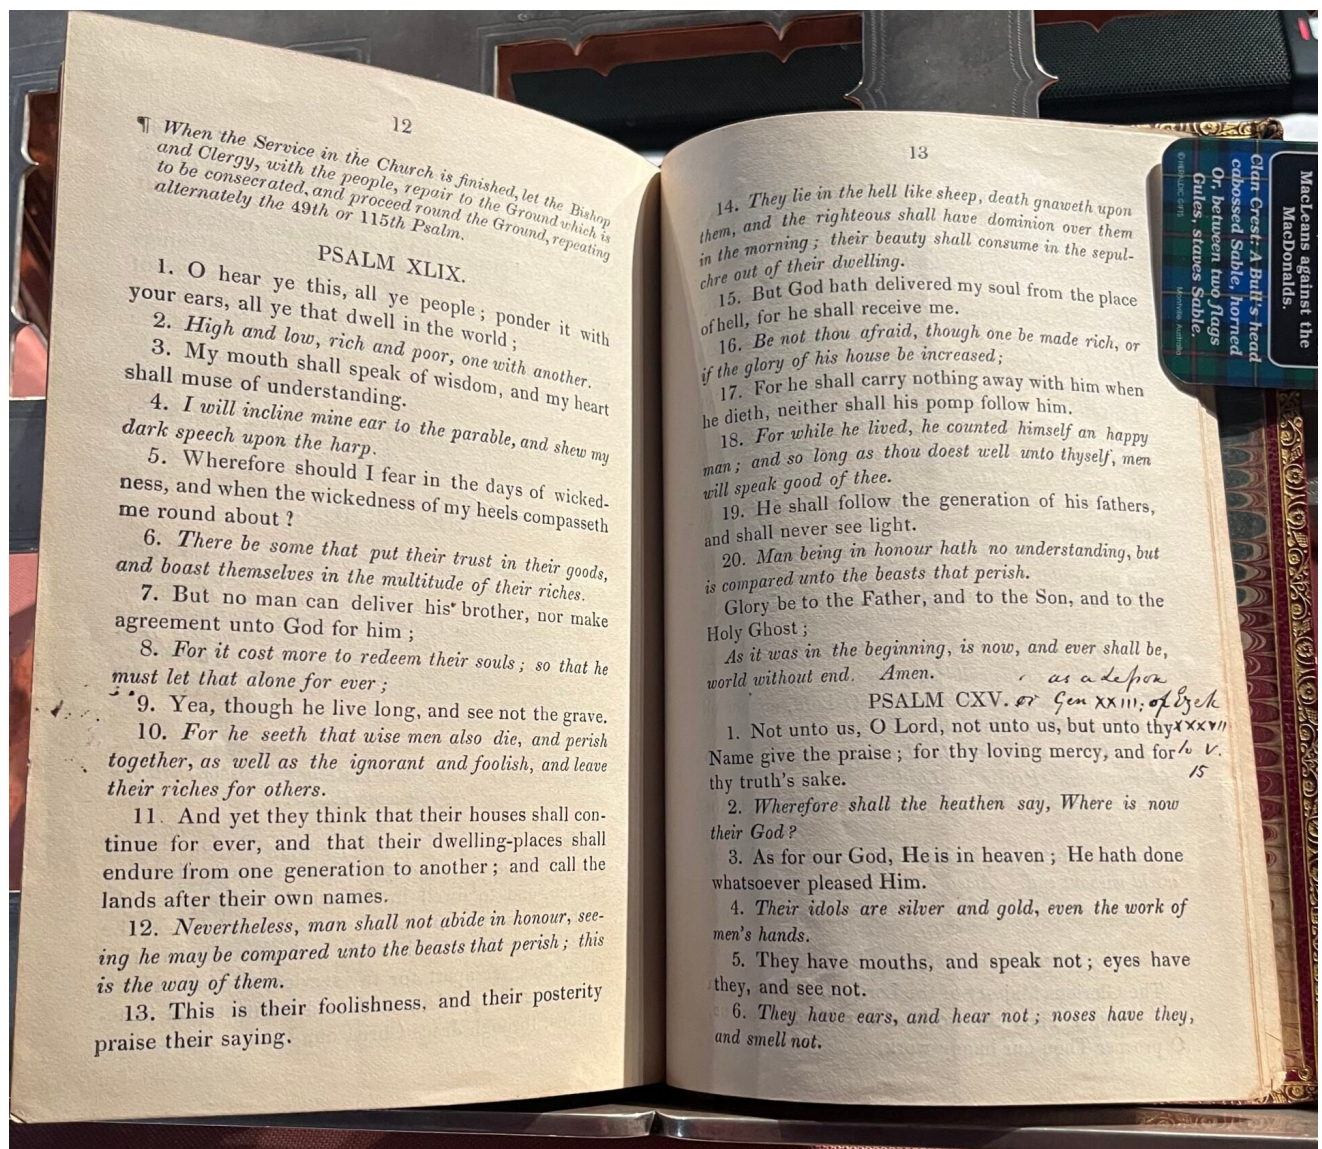 12
¶ When the Service in the Church is finished, let the Bishop
and Clergy, with the people, repair to the Ground which is
to be consecrated, and proceed round the Ground, repeating
alternately the 49th or 115th Psalm.
PSALM XLIX.
1. O hear ye this, all ye people; ponder it with
your ears, all ye that dwell in the world;
2. High and low, rich and poor, one with another.
3. My mouth shall speak of wisdom, and my heart
shall muse of understanding.
4. I will incline mine ear to the parable, and shew my
dark speech upon the harp.
5. Wherefore should I fear in the days of wicked-
ness, and when the wickedness of my heels compasseth
me round about?
6. There be some that put their trust in their goods,
and boast themselves in the multitude of their riches.
7. But no man can deliver his brother, nor make
agreement unto God for him;
8. For it cost more to redeem their souls; so that he
must let that alone for ever;
9. Yea, though he live long, and see not the grave.
10. For he seeth that wise men also die, and perish
together, as well as the ignorant and foolish, and leave
their riches for others.
11. And yet they think that their houses shall con-
tinue for ever, and that their dwelling-places shall
endure from one generation to another; and call the
lands after their own names.
12. Nevertheless, man shall not abide in honour, see-
ing he may be compared unto the beasts that perish; this
is the way of them.
13. This is their foolishness, and their posterity
praise their saying.
13
14. They lie in the hell like sheep, death gnaweth upon
them, and the righteous shall have dominion over them
in the morning; their beauty shall consume in the sepul-
chre out of their dwelling.
15. But God hath delivered my soul from the place
of hell, for he shall receive me.
16. Be not thou afraid, though one be made rich, or
if the glory of his house be increased;
17. For he shall carry nothing away with him when
he dieth, neither shall his pomp follow him.
18. For while he lived, he counted himself an happy
man; and so long as thou doest well unto thyself, men
will speak good of thee.
19. He shall follow the generation of his fathers,
and shall never see light.
20. Man being in honour hath no understanding, but
is compared unto the beasts that perish.
Glory be to the Father, and to the Son, and to the
Holy Ghost;
As it was in the beginning, is now, and ever shall be,
world without end. Amen.
as a Lesson
PSALM CXV. or Gen XXIII; of Ezek
1. Not unto us, O Lord, not unto us, but unto thy XXXVII
Name give the praise; for thy loving mercy, and for to V.
thy truth's sake. 15
2. Wherefore shall the heathen say, Where is now
their God?
3. As for our God, He is in heaven; He hath done
whatsoever pleased Him.
4. Their idols are silver and gold, even the work of
men's hands.
5. They have mouths, and speak not; eyes have
they, and see not.
6. They have ears, and hear not; noses have they,
and smell not.
MacLeans against the
MacDonalds.
Clan Crest: A Bull's head
cabossed Sable, horned
Or, between two flags
Gules, staves Sable.
© HERALDIC GIFTS
Montville, Australia